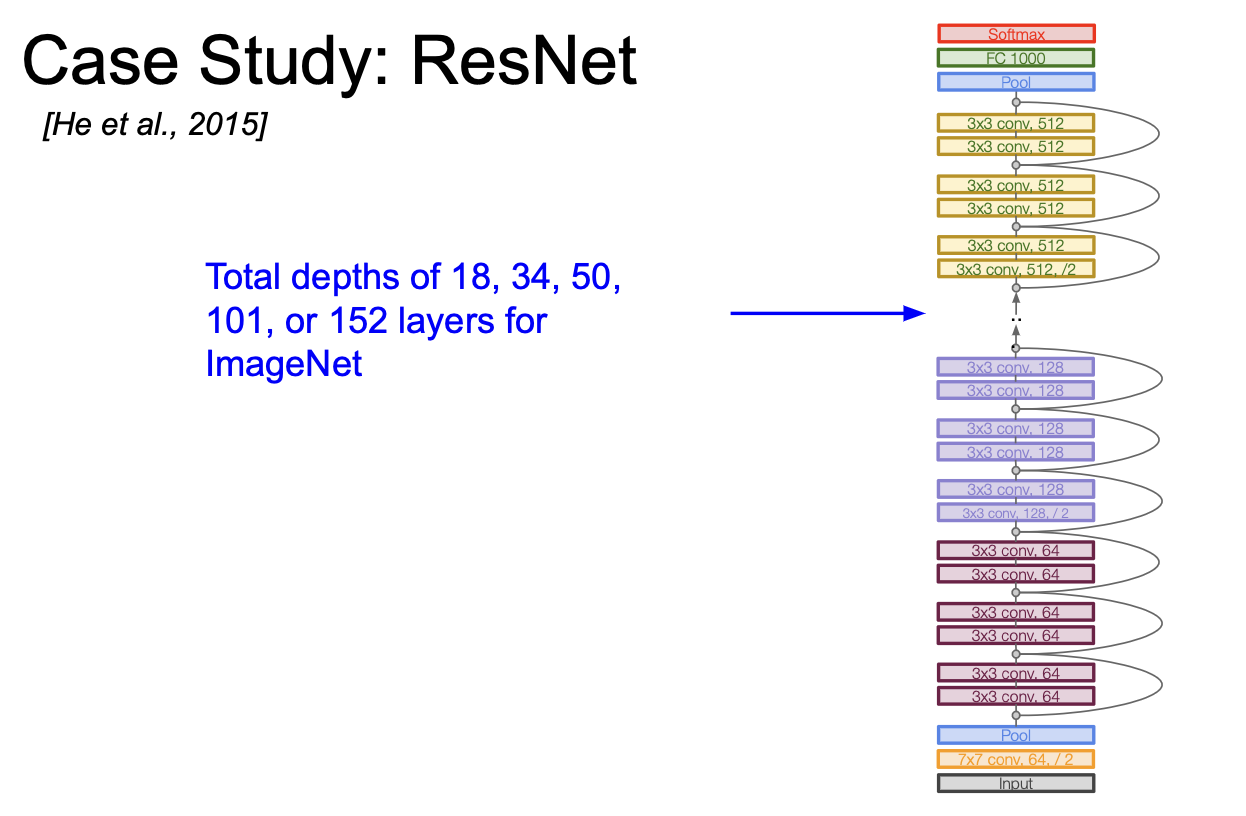 Case Study: ResNet
[He et al., 2015]
Total depths of 18, 34, 50,
101, or 152 layers for
ImageNet
Softmax
FC 1000
Pool
3x3 conv, 512
3x3 conv, 512
3x3 conv, 512
3x3 conv, 512
3x3 conv, 512
3x3 conv, 512, /2
..
.
3x3 conv, 128
3x3 conv, 128
3x3 conv, 128
3x3 conv, 128
3x3 conv, 128
3x3 conv, 128, / 2
3x3 conv, 64
3x3 conv, 64
3x3 conv, 64
3x3 conv, 64
3x3 conv, 64
3x3 conv, 64
Pool
7x7 conv, 64, / 2
Input